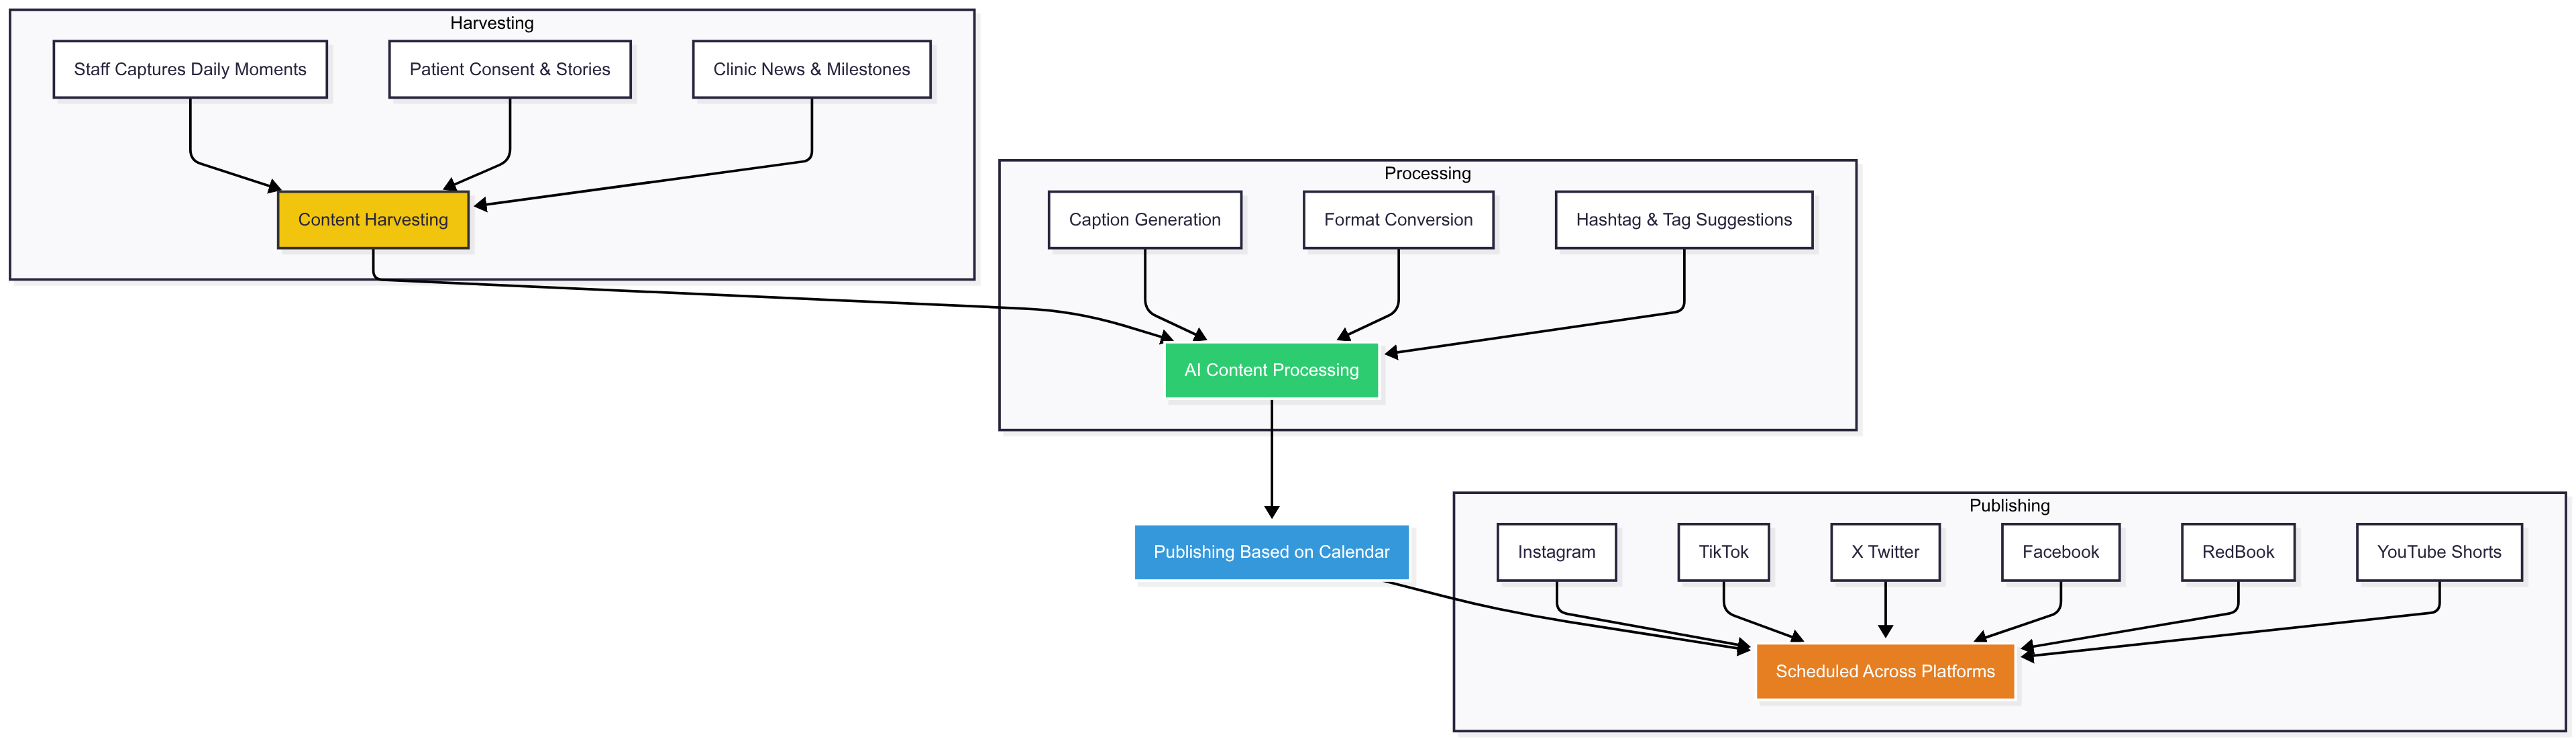 Harvesting
Staff Captures Daily Moments
Patient Consent & Stories
Clinic News & Milestones
Content Harvesting
Processing
Caption Generation
Format Conversion
Hashtag & Tag Suggestions
AI Content Processing
Publishing Based on Calendar
Publishing
Instagram
TikTok
X Twitter
Facebook
RedBook
YouTube Shorts
Scheduled Across Platforms